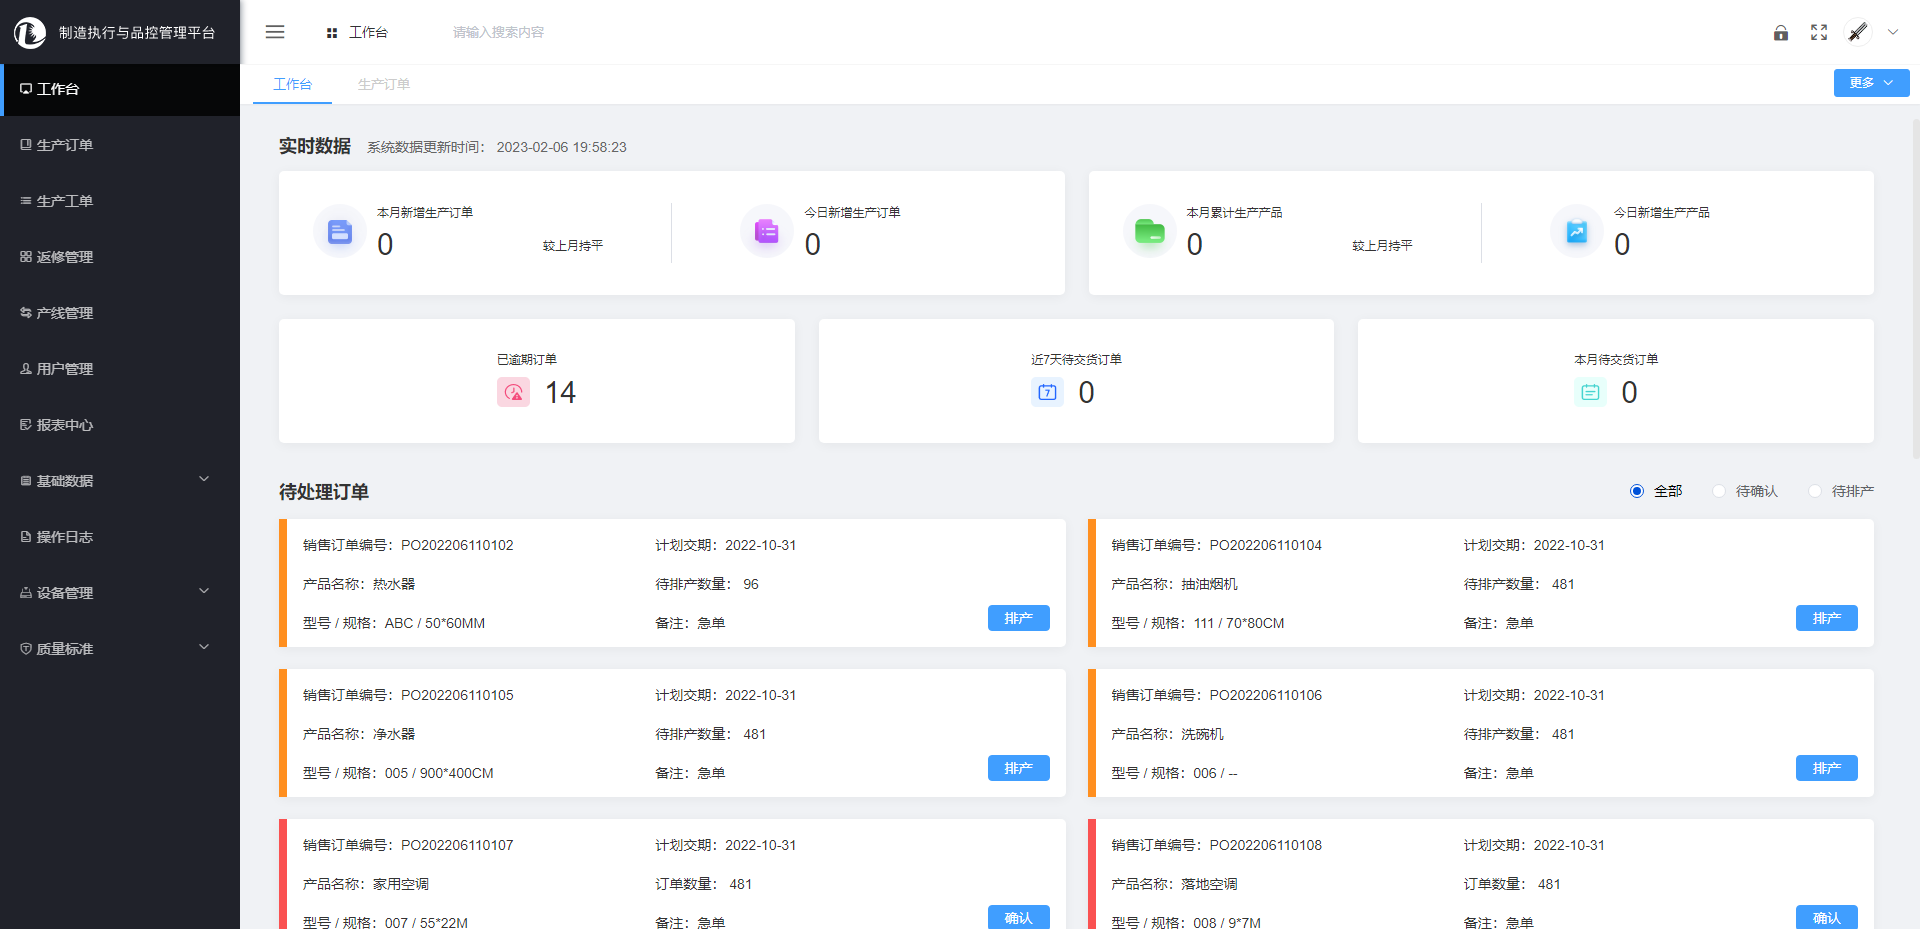 制造执行与品控管理平台
工作台
请输入搜索内容
工作台
生产订单
更多
工作台
生产订单
生产工单
返修管理
产线管理
用户管理
报表中心
基础数据
操作日志
设备管理
质量标准
实时数据 系统数据更新时间： 2023-02-06 19:58:23
本月新增生产订单
0
较上月持平
今日新增生产订单
0
本月累计生产产品
0
较上月持平
今日新增生产产品
0
已逾期订单
14
近7天待交货订单
7
0
本月待交货订单
0
待处理订单
全部 待确认 待排产
销售订单编号：PO202206110102 计划交期：2022-10-31
产品名称：热水器 待排产数量： 96
型号 / 规格：ABC / 50*60MM 备注：急单
排产
销售订单编号：PO202206110104 计划交期：2022-10-31
产品名称：抽油烟机 待排产数量： 481
型号 / 规格：111 / 70*80CM 备注：急单
排产
销售订单编号：PO202206110105 计划交期：2022-10-31
产品名称：净水器 待排产数量： 481
型号 / 规格：005 / 900*400CM 备注：急单
排产
销售订单编号：PO202206110106 计划交期：2022-10-31
产品名称：洗碗机 待排产数量： 481
型号 / 规格：006 / -- 备注：急单
排产
销售订单编号：PO202206110107 计划交期：2022-10-31
产品名称：家用空调 订单数量： 481
型号 / 规格：007 / 55*22M 备注：急单
确认
销售订单编号：PO202206110108 计划交期：2022-10-31
产品名称：落地空调 订单数量： 481
型号 / 规格：008 / 9*7M 备注：急单
确认